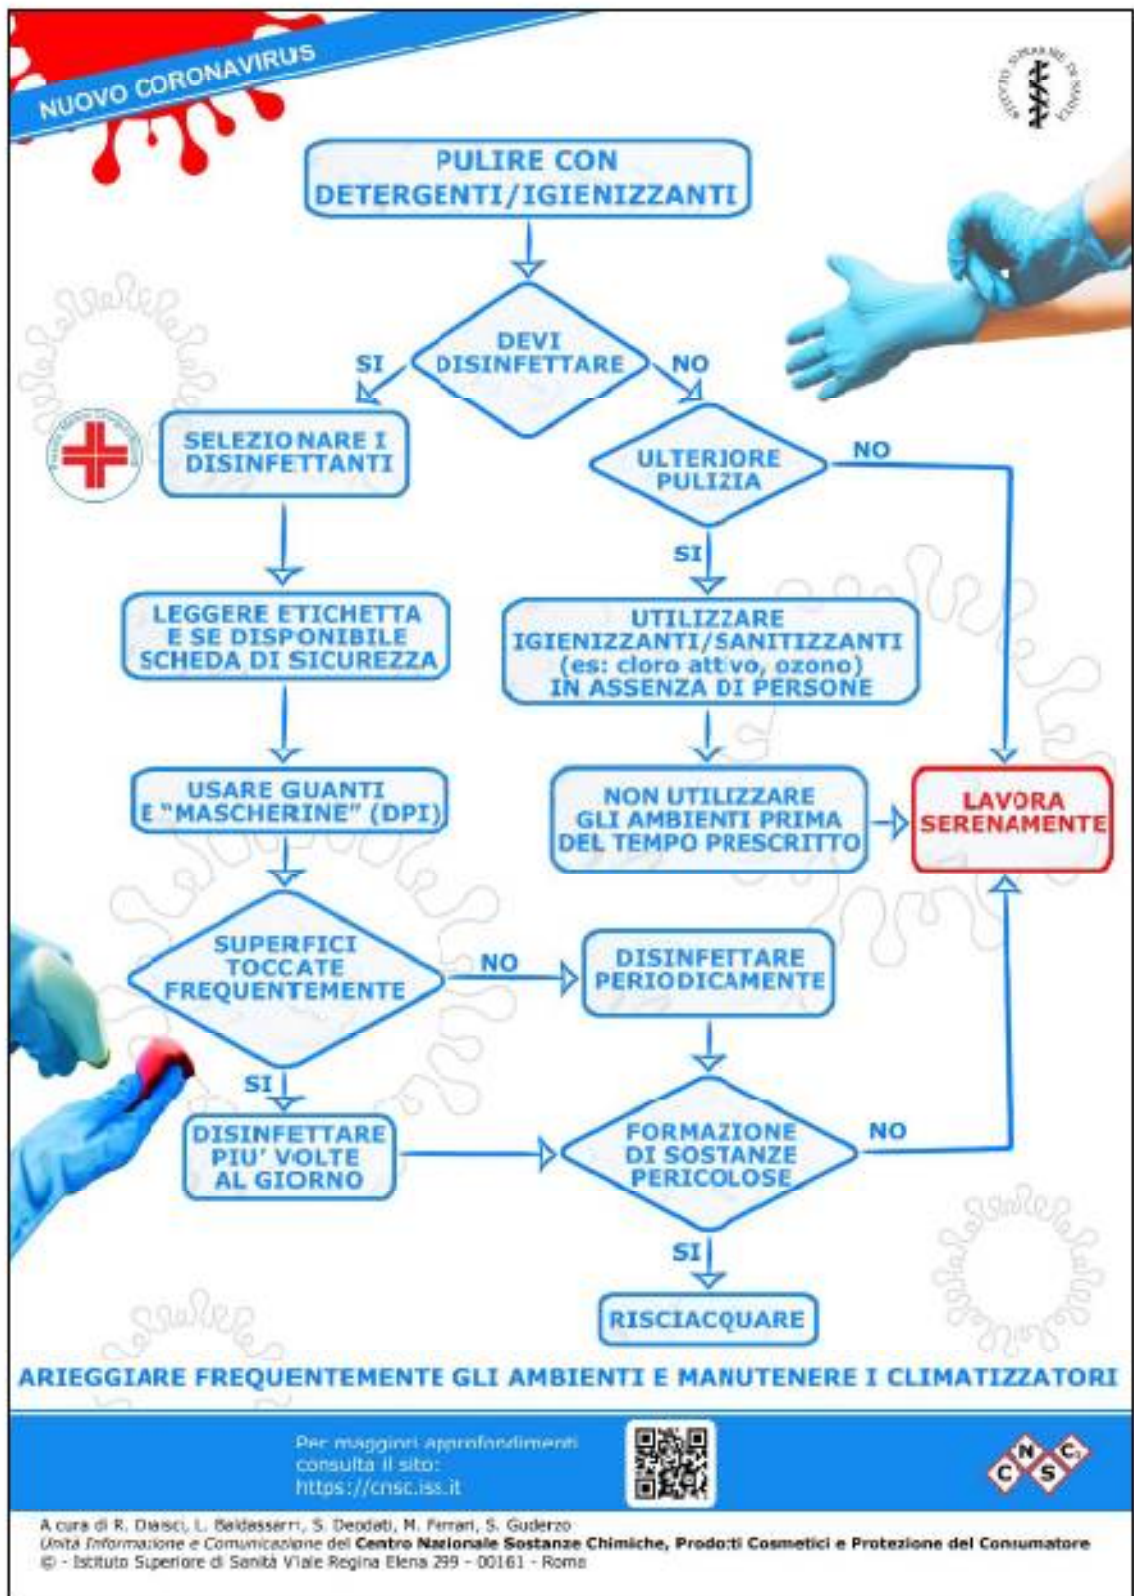 NUOVO CORONAVIRUS
ISTITUTO SUPERIORE DI SANITÀ
PULIRE CON
DETERGENTI/IGIENIZZANTI
DEVI
DISINFETTARE
SI
NO
SELEZIONARE I
DISINFETTANTI
ULTERIORE
PULIZIA
NO
SI
LEGGERE ETICHETTA
E SE DISPONIBILE
SCHEDA DI SICUREZZA
UTILIZZARE
IGIENIZZANTI/SANITIZZANTI
(es: cloro attivo, ozono)
IN ASSENZA DI PERSONE
USARE GUANTI
E “MASCHERINE” (DPI)
NON UTILIZZARE
GLI AMBIENTI PRIMA
DEL TEMPO PRESCRITTO
LAVORA
SERENAMENTE
SUPERFICI
TOCCATE
FREQUENTEMENTE
NO
DISINFETTARE
PERIODICAMENTE
SI
DISINFETTARE
PIU’ VOLTE
AL GIORNO
FORMAZIONE
DI SOSTANZE
PERICOLOSE
NO
SI
RISCIACQUARE
ARIEGGIARE FREQUENTEMENTE GLI AMBIENTI E MANUTENERE I CLIMATIZZATORI
Per maggiori approfondimenti
consulta il sito:
https://cnsc.iss.it
C N S C
A cura di R. Draisci, L. Baldassarri, S. Deodati, M. Ferrari, S. Guderzo
Unità Informazione e Comunicazione del Centro Nazionale Sostanze Chimiche, Prodotti Cosmetici e Protezione del Consumatore
© - Istituto Superiore di Sanità Viale Regina Elena 299 - 00161 - Roma